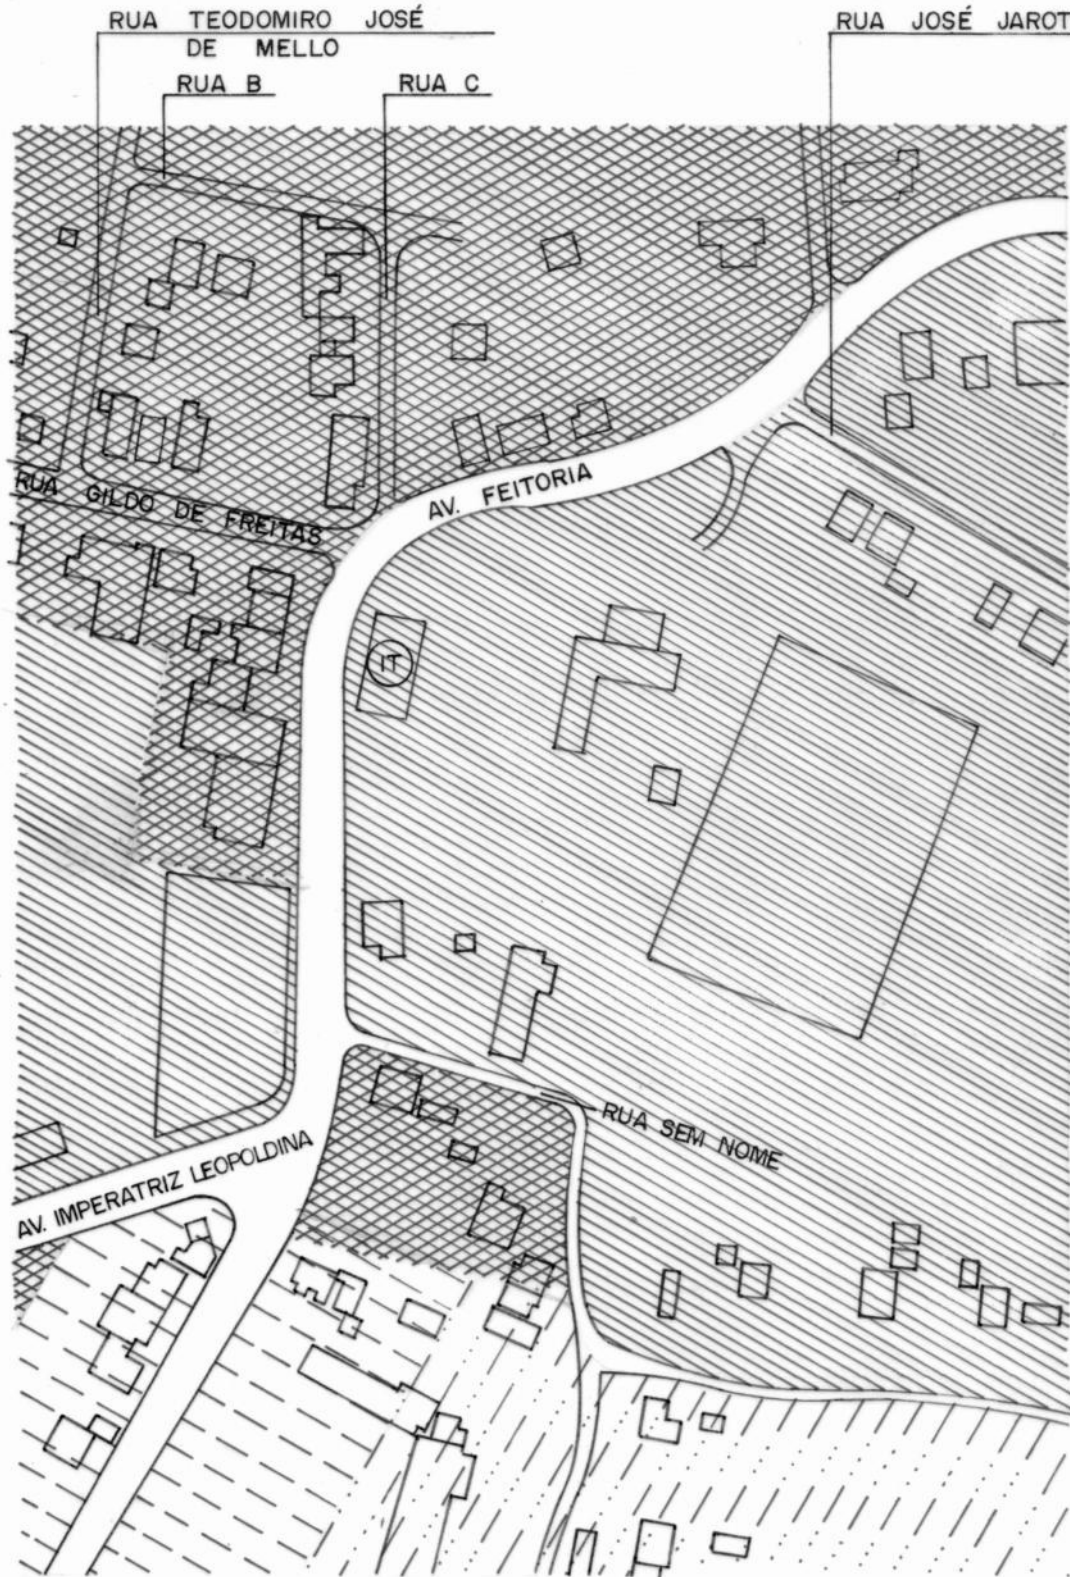 RUA TEODOMIRO JOSÉ
DE MELLO
RUA JOSÉ JAROT
RUA B
RUA C
RUA GILDO DE FREITAS
AV. FEITORIA
IT
RUA SEM NOME
AV. IMPERATRIZ LEOPOLDINA